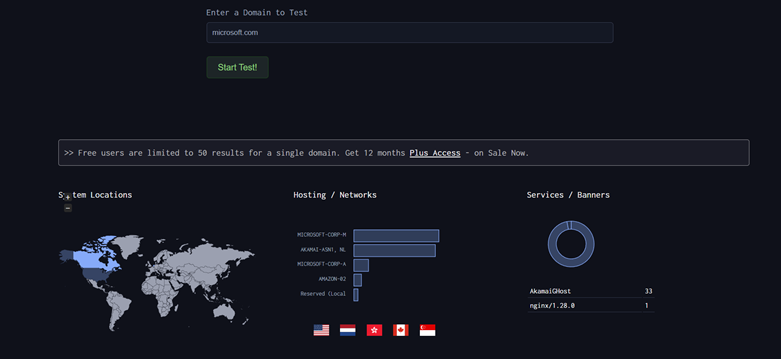 Enter a Domain to Test
microsoft.com
Start Test!
>> Free users are limited to 50 results for a single domain. Get 12 months Plus Access - on Sale Now.
System Locations
+
−
Hosting / Networks
MICROSOFT-CORP-M
AKAMAI-ASN1, NL
MICROSOFT-CORP-A
AMAZON-02
Reserved (Local
Services / Banners
AkamaiGHost 33
nginx/1.28.0 1